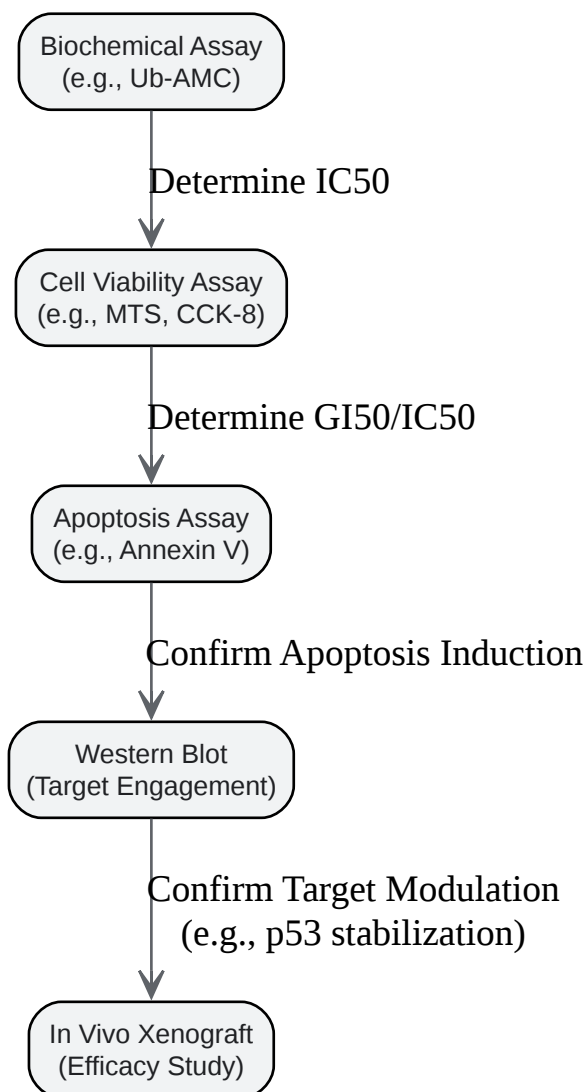 Biochemical Assay
(e.g., Ub-AMC)
Determine IC50
Cell Viability Assay
(e.g., MTS, CCK-8)
Determine GI50/IC50
Apoptosis Assay
(e.g., Annexin V)
Confirm Apoptosis Induction
Western Blot
(Target Engagement)
Confirm Target Modulation
(e.g., p53 stabilization)
In Vivo Xenograft
(Efficacy Study)